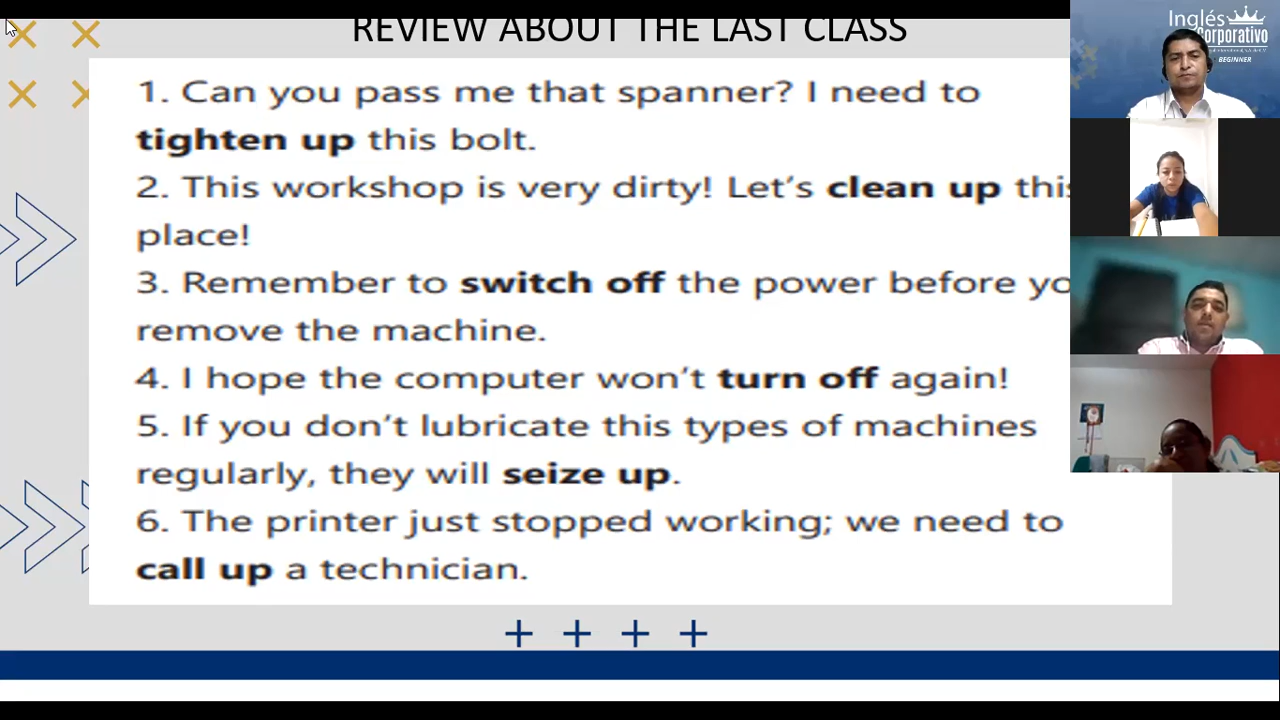 REVIEW ABOUT THE LAST CLASS
1. Can you pass me that spanner? I need to
tighten up this bolt.
2. This workshop is very dirty! Let's clean up this
place!
3. Remember to switch off the power before yo
remove the machine.
4. I hope the computer won't turn off again!
5. If you don't lubricate this types of machines
regularly, they will seize up.
6. The printer just stopped working; we need to
call up a technician.
Inglés
Corporativo
BEGINNER